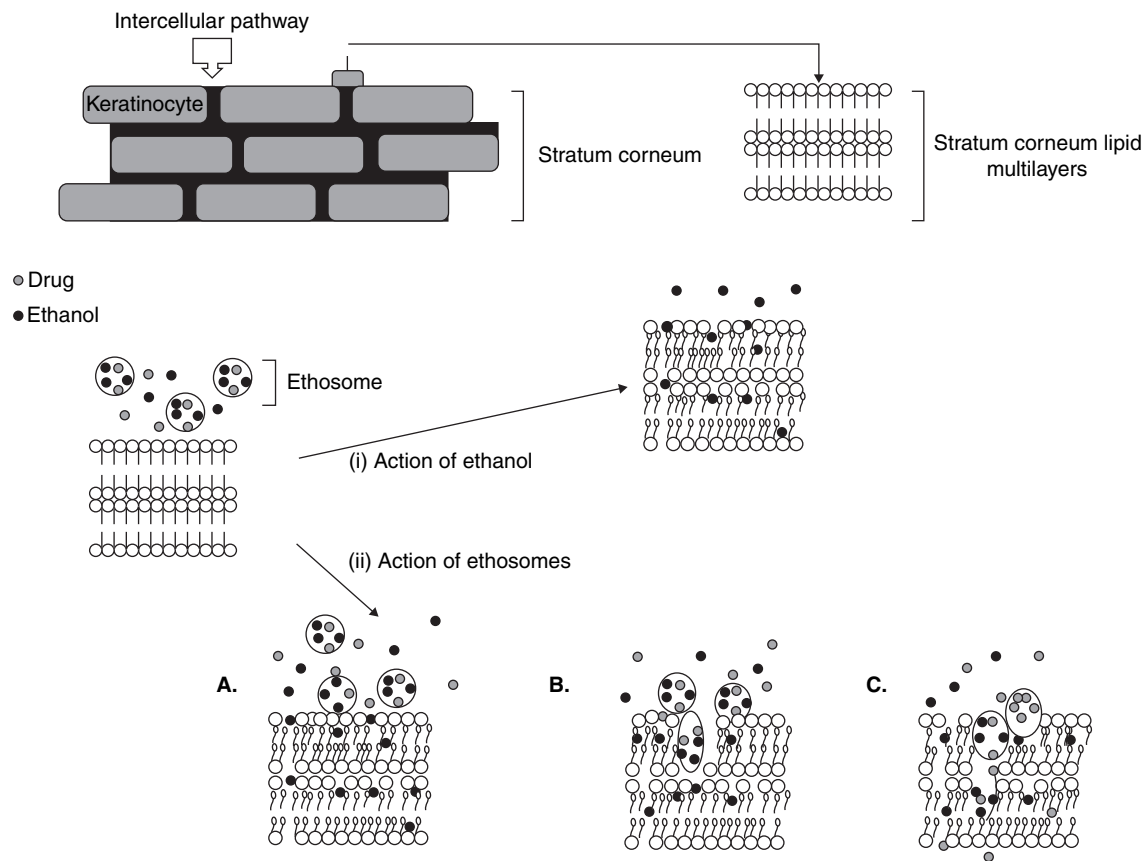 Intercellular pathway
Keratinocyte
Stratum corneum
Stratum corneum lipid
multilayers
Drug
Ethanol
Ethosome
(i) Action of ethanol
(ii) Action of ethosomes
A.
B.
C.